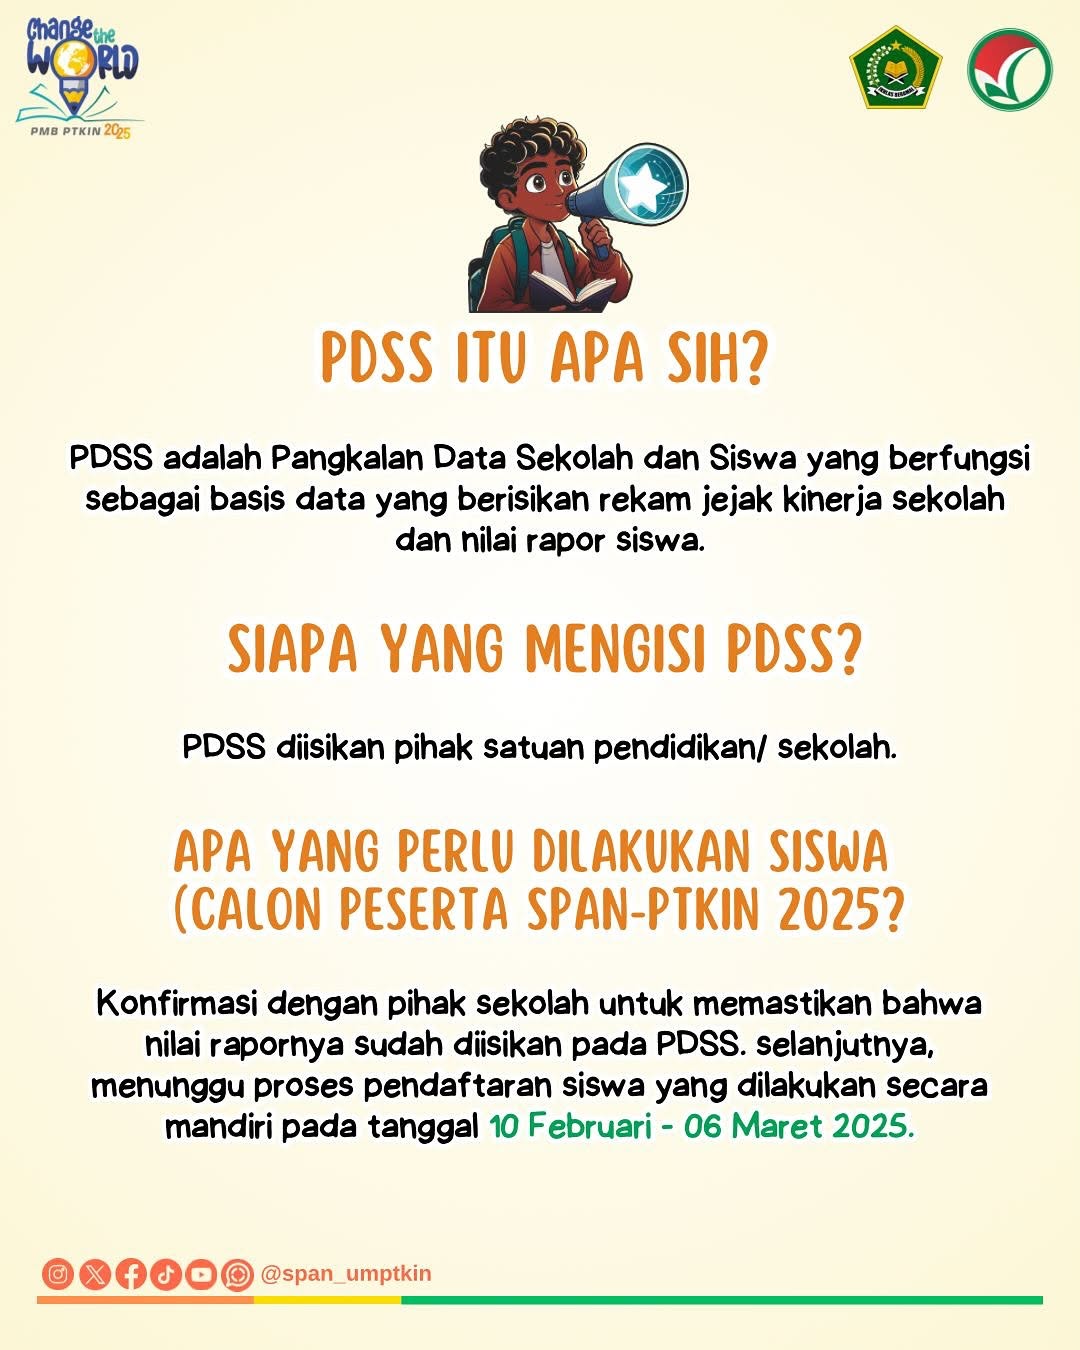 Change the
WORLD
PMB PTKIN 2025
IKHLAS BERAMAL
PDSS ITU APA SIH?
PDSS adalah Pangkalan Data Sekolah dan Siswa yang berfungsi
sebagai basis data yang berisikan rekam jejak kinerja sekolah
dan nilai rapor siswa.
SIAPA YANG MENGISI PDSS?
PDSS diisikan pihak satuan pendidikan/ sekolah.
APA YANG PERLU DILAKUKAN SISWA
(CALON PESERTA SPAN-PTKIN 2025?
Konfirmasi dengan pihak sekolah untuk memastikan bahwa
nilai rapornya sudah diisikan pada PDSS. selanjutnya,
menunggu proses pendaftaran siswa yang dilakukan secara
mandiri pada tanggal 10 Februari - 06 Maret 2025.
@span_umptkin